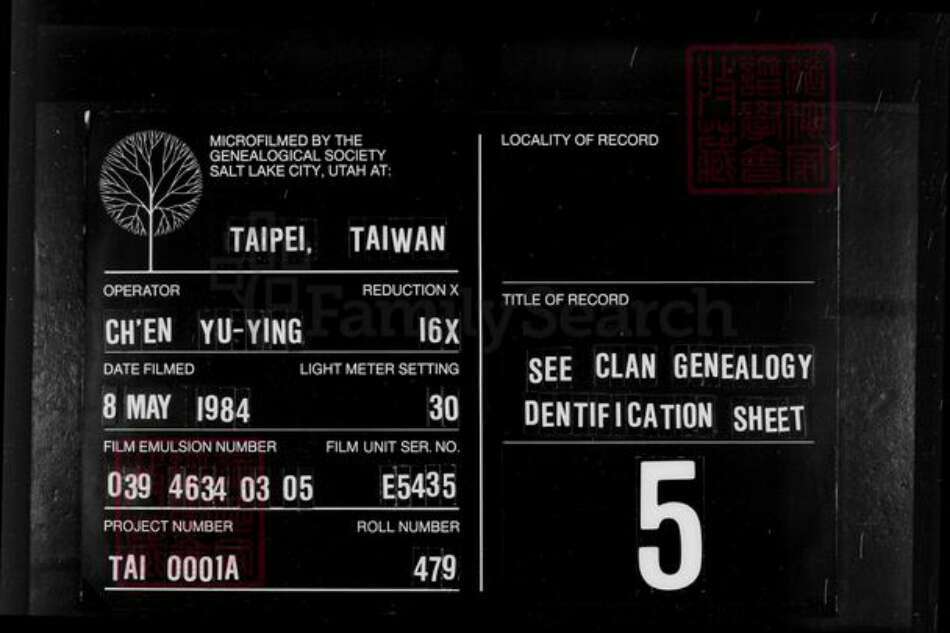 MICROFILMED BY THE
GENEALOGICAL SOCIETY
SALT LAKE CITY, UTAH AT:
TAIPEI, TAIWAN
OPERATOR REDUCTION X
CH'EN YU-YING 16X
DATE FILMED LIGHT METER SETTING
8 MAY 1984 30
FILM EMULSION NUMBER FILM UNIT SER. NO.
039 4634 03 05 E5435
PROJECT NUMBER ROLL NUMBER
TAI 0001A 479
LOCALITY OF RECORD
TITLE OF RECORD
SEE CLAN GENEALOGY
DENTIFICATION SHEET
5
FamilySearch